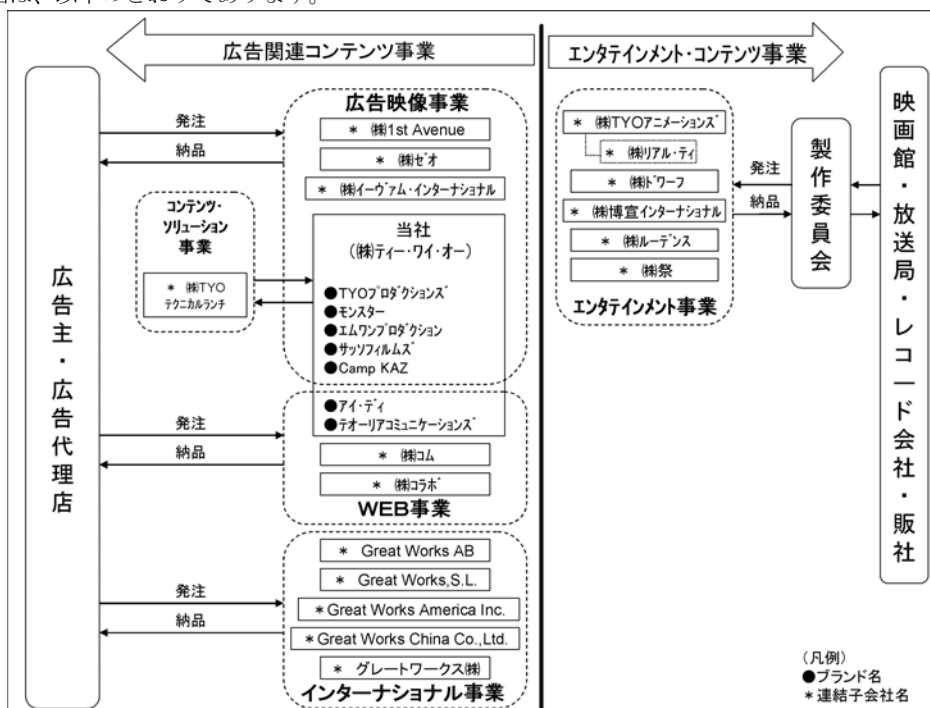 広告関連コンテンツ事業
エンタテインメント・コンテンツ事業
広告主・広告代理店
発注
納品
広告映像事業
* ㈱1st Avenue
* ㈱ゼオ
* ㈱イーヴァム・インターナショナル
コンテンツ・
ソリューション
事業
* ㈱TYO
テクニカルランチ
当社
(㈱ティー・ワイ・オー)
●TYOプロダクションズ
●モンスター
●エムワンプロダクション
●サッソフィルムズ
●Camp KAZ
●アイ・ディ
●テオーリアコミュニケーションズ
発注
納品
* ㈱コム
* ㈱コラボ
WEB事業
発注
納品
* Great Works AB
* Great Works,S.L.
* Great Works America Inc.
* Great Works China Co.,Ltd.
* グレートワークス㈱
インターナショナル事業
* ㈱TYOアニメーションズ
* ㈱リアル・ティ
* ㈱ドワーフ
* ㈱博宣インターナショナル
* ㈱ルーデンス
* ㈱祭
エンタテインメント事業
発注
納品
製作委員会
映画館・放送局・レコード会社・販社
(凡例)
●ブランド名
*連結子会社名